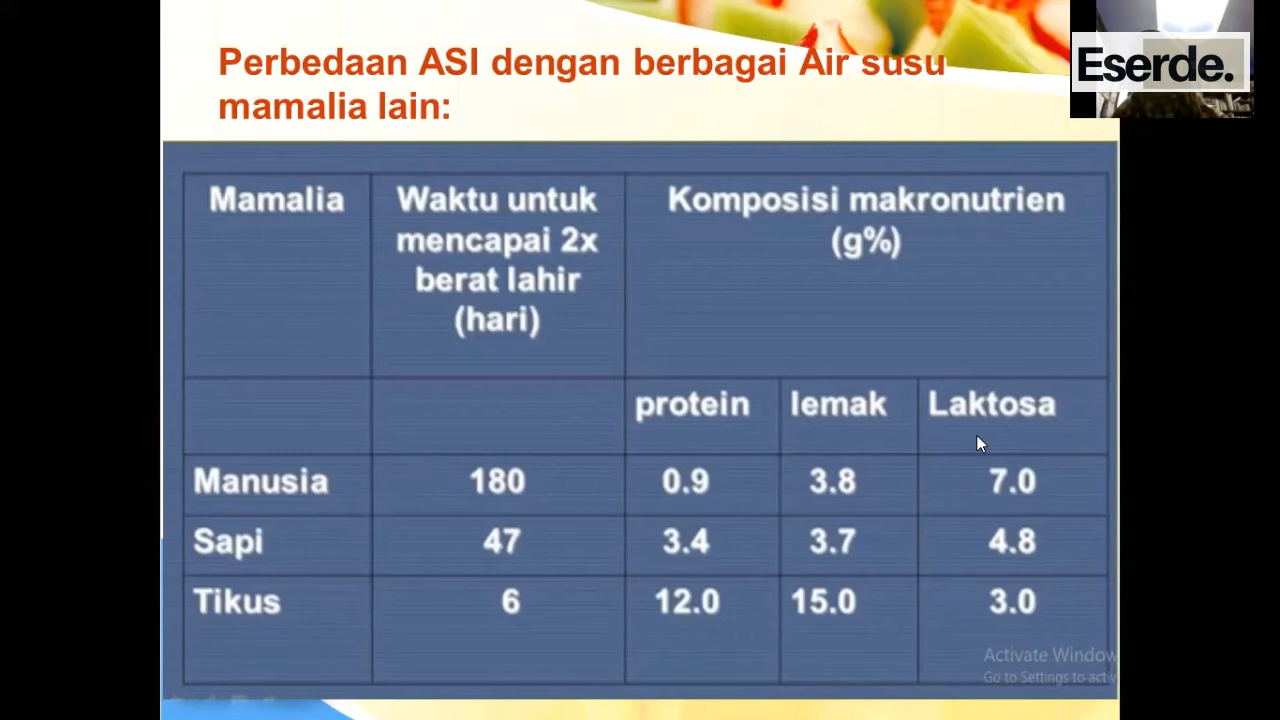 Perbedaan ASI dengan berbagai Air susu
mamalia lain:
Eserde.
Mamalia
Waktu untuk
mencapai 2x
berat lahir
(hari)
Komposisi makronutrien
(g%)
protein lemak Laktosa
Manusia 180 0.9 3.8 7.0
Sapi 47 3.4 3.7 4.8
Tikus 6 12.0 15.0 3.0
Activate Window
Go to Settings to activ